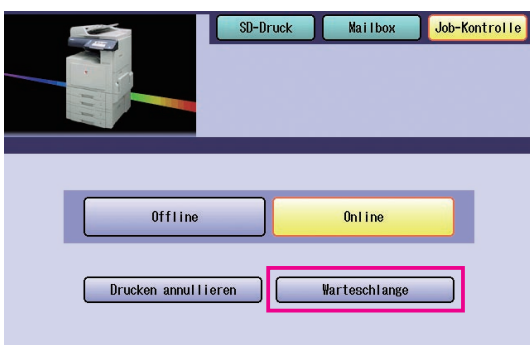 SD-Druck Mailbox Job-Kontrolle
Offline Online
Drucken annullieren Warteschlange